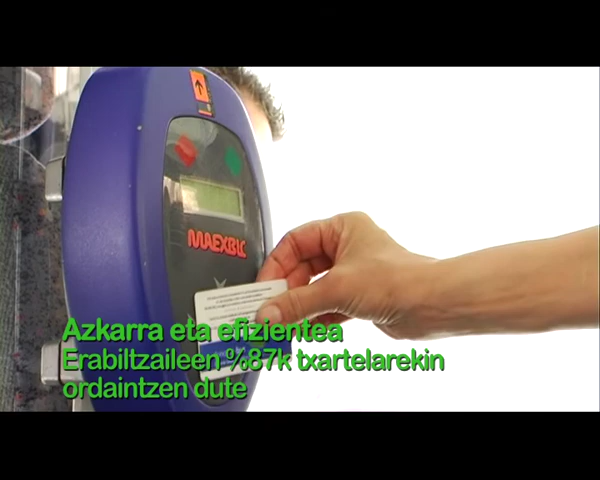 MAEXBIC
Azkarra eta efizientea
Erabiltzaileen %87k txartelarekin
ordaintzen dute